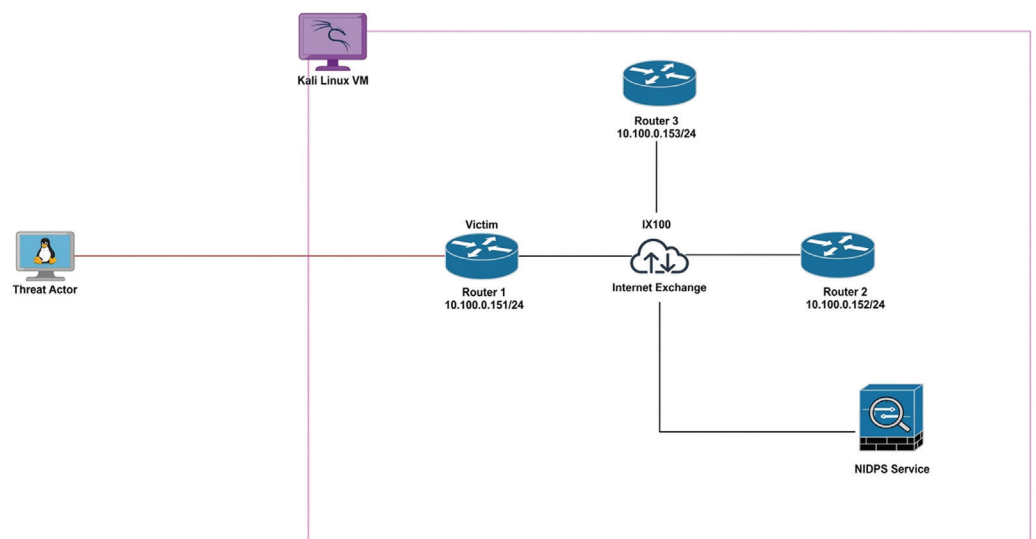 Kali Linux VM
Router 3
10.100.0.153/24
Victim
IX100
Threat Actor
Router 1
10.100.0.151/24
Internet Exchange
Router 2
10.100.0.152/24
NIDPS Service